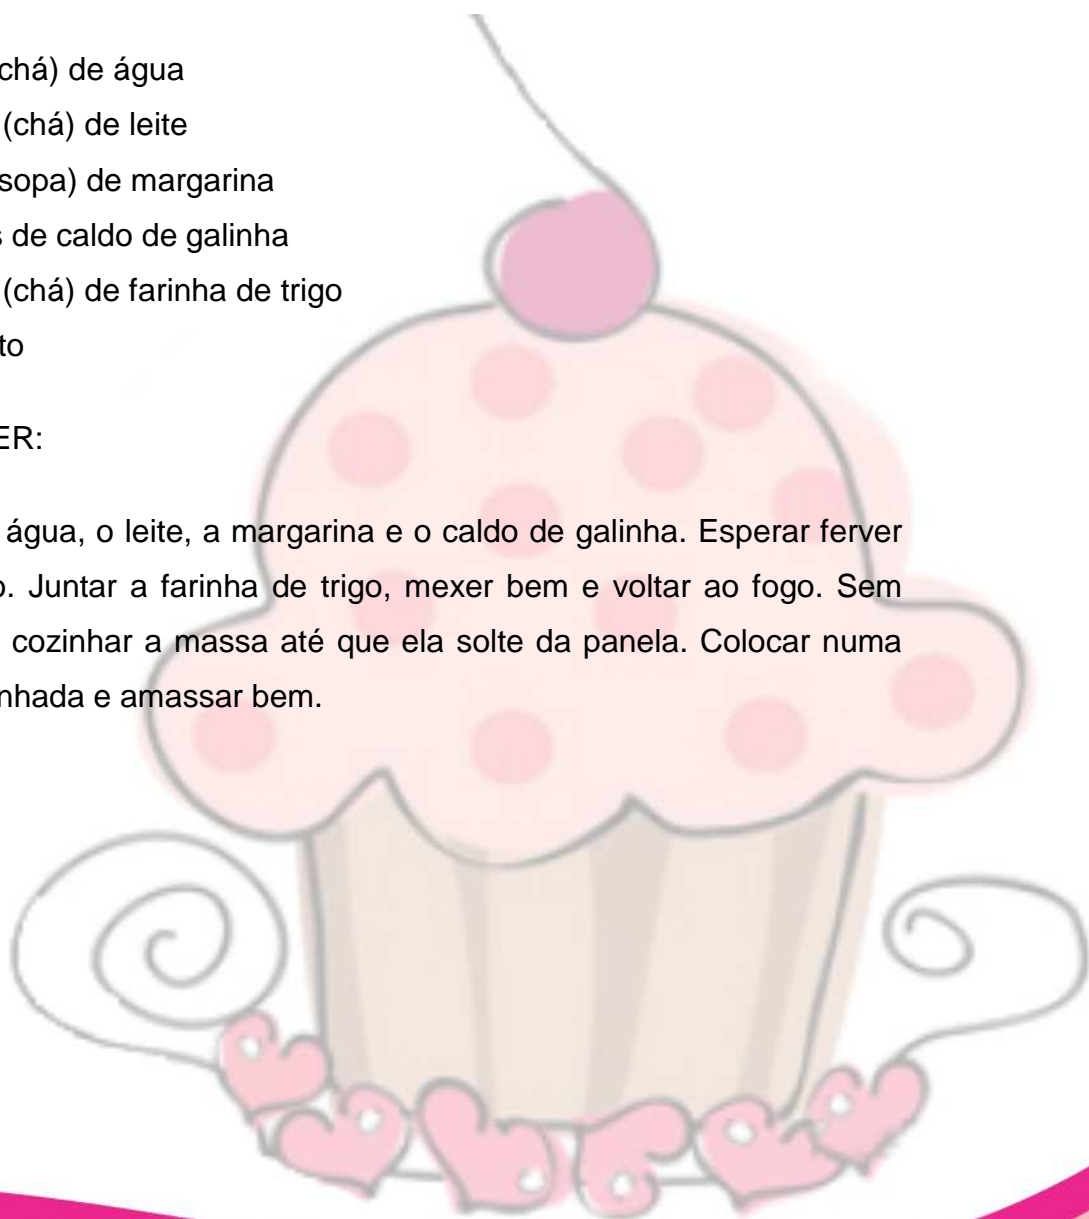 chá) de água
(chá) de leite
sopa) de margarina
s de caldo de galinha
(chá) de farinha de trigo
to
ER:
água, o leite, a margarina e o caldo de galinha. Esperar ferver
o. Juntar a farinha de trigo, mexer bem e voltar ao fogo. Sem
cozinhar a massa até que ela solte da panela. Colocar numa
nhada e amassar bem.